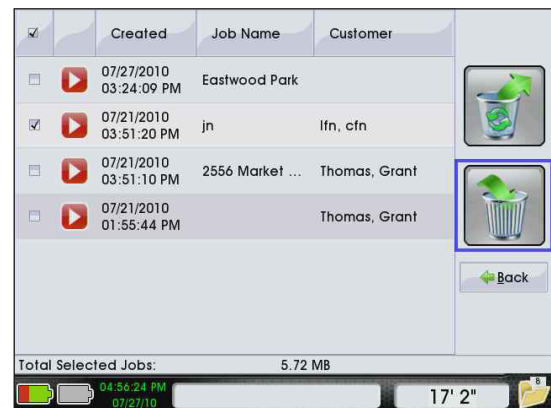 Created Job Name Customer
07/27/2010
03:24:09 PM
Eastwood Park
07/21/2010
03:51:20 PM
jn lfn, cfn
07/21/2010
03:51:10 PM
2556 Market ... Thomas, Grant
07/21/2010
01:55:44 PM
Thomas, Grant
Back
Total Selected Jobs: 5.72 MB
04:56:24 PM
07/27/10
17' 2"
8